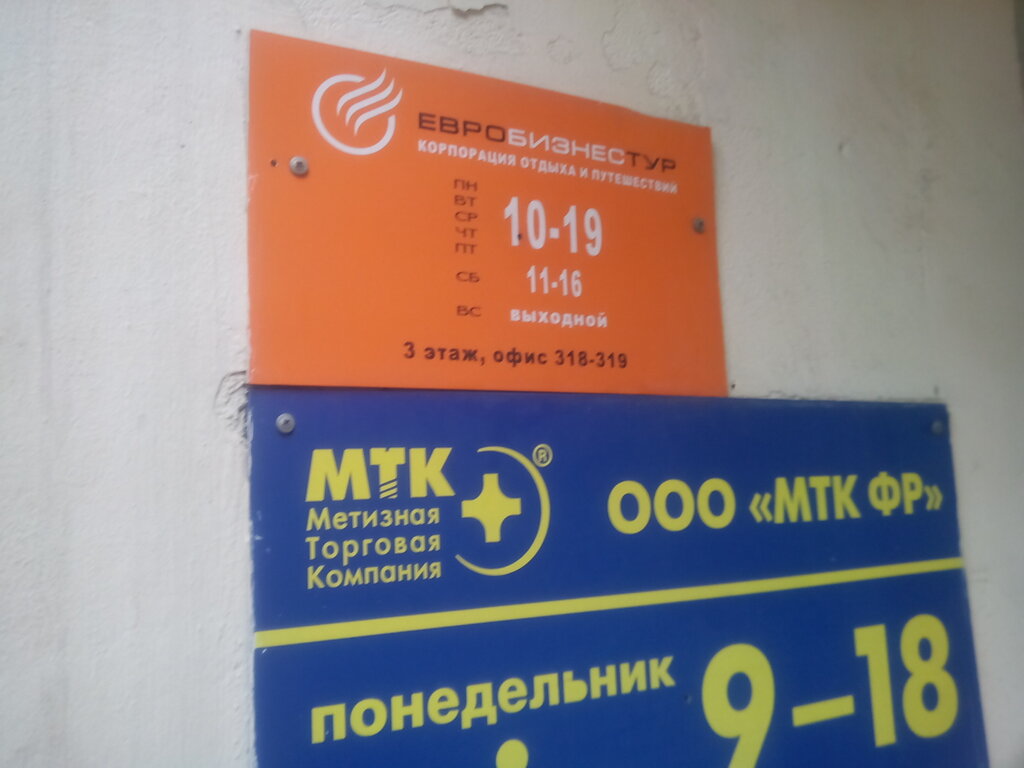 ЕВРОБИЗНЕСТУР
КОРПОРАЦИЯ ОТДЫХА И ПУТЕШЕСТВИЙ
ПН
ВТ
СР
ЧТ
ПТ
10-19
СБ 11-16
ВС ВЫХОДНОЙ
3 этаж, офис 318-319
МТК ®
Метизная
Торговая
Компания
ООО «МТК ФР»
понедельник 9–18